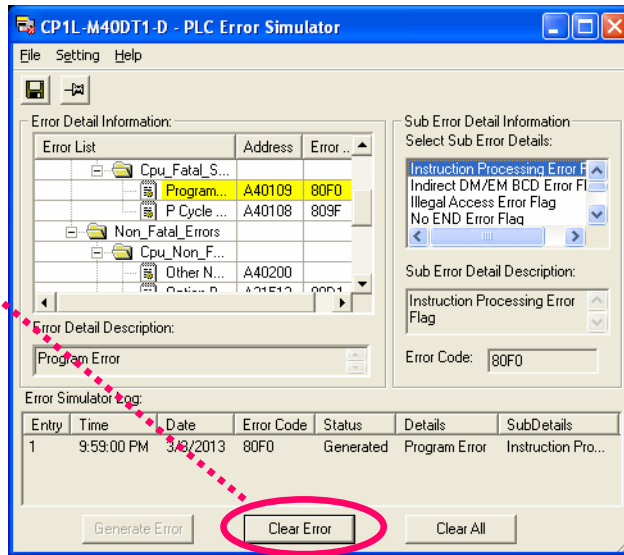 CP1L-M40DT1-D - PLC Error Simulator
File Setting Help
Error Detail Information:
Error List Address Error ..
Cpu_Fatal_S...
Program... A40109 80F0
P Cycle ... A40108 809F
Non_Fatal_Errors
Cpu_Non_F...
Other N... A40200
Error Detail Description:
Program Error
Sub Error Detail Information
Select Sub Error Details:
Instruction Processing Error F
Indirect DM/EM BCD Error Fl
Illegal Access Error Flag
No END Error Flag
Sub Error Detail Description:
Instruction Processing Error
Flag
Error Code: 80F0
Error Simulator Log:
Entry Time Date Error Code Status Details SubDetails
1 9:59:00 PM 3/3/2013 80F0 Generated Program Error Instruction Pro...
Generate Error Clear Error Clear All